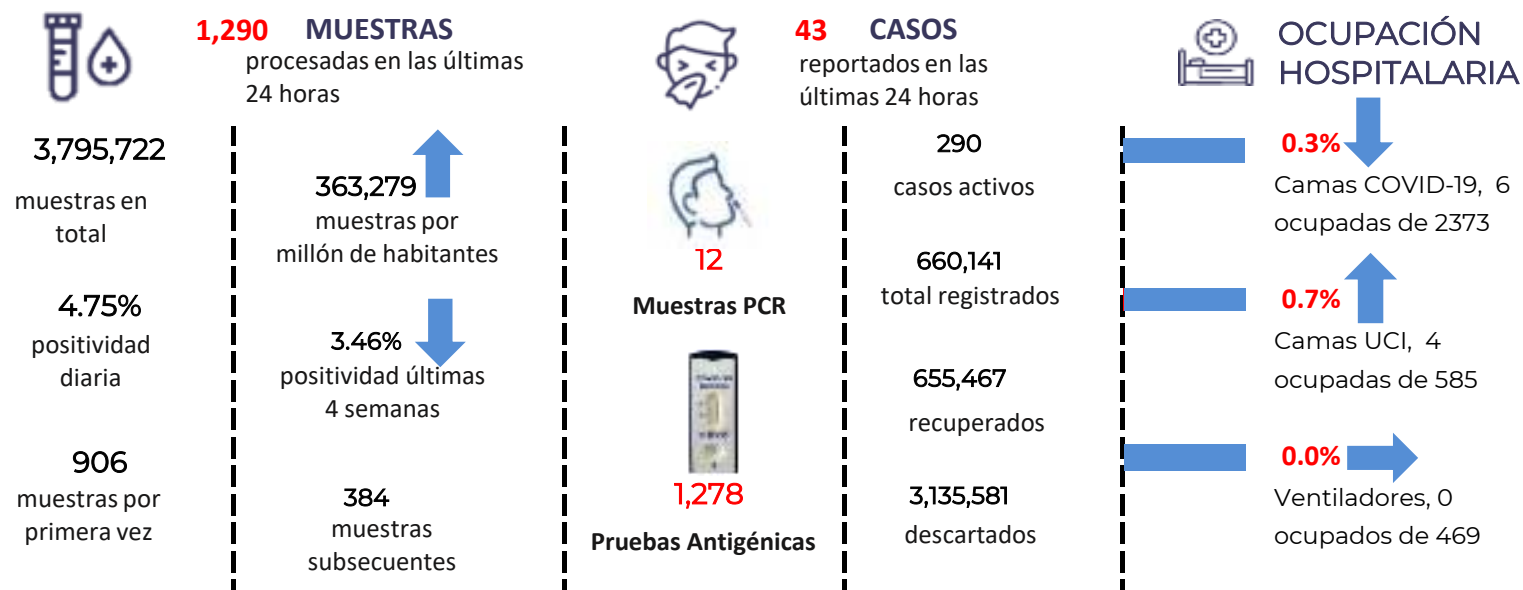 1,290 MUESTRAS
procesadas en las últimas
24 horas
3,795,722
muestras en
total
4.75%
positividad
diaria
906
muestras por
primera vez
363,279
muestras por
millón de habitantes
3.46%
positividad últimas
4 semanas
384
muestras
subsecuentes
43 CASOS
reportados en las
últimas 24 horas
12
Muestras PCR
1,278
Pruebas Antigénicas
290
casos activos
660,141
total registrados
655,467
recuperados
3,135,581
descartados
OCUPACIÓN
HOSPITALARIA
0.3%
Camas COVID-19, 6
ocupadas de 2373
0.7%
Camas UCI, 4
ocupadas de 585
0.0%
Ventiladores, 0
ocupados de 469